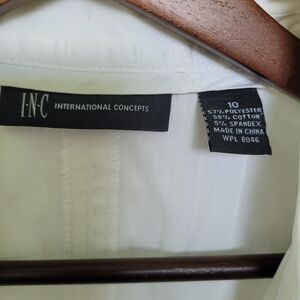 I·N·C INTERNATIONAL CONCEPTS
10
57% POLYESTER
38% COTTON
5% SPANDEX
MADE IN CHINA
WPL 8046